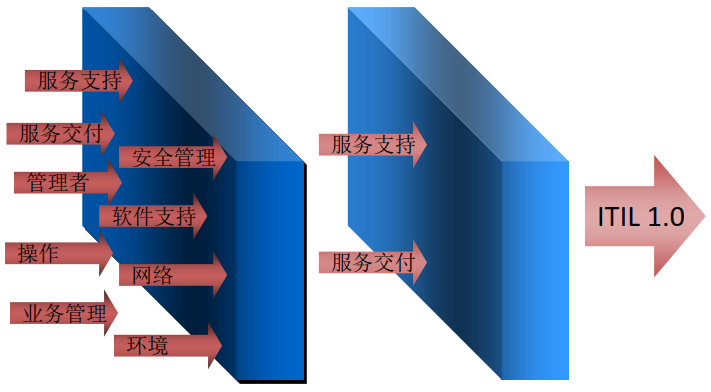 服务支持
服务交付
安全管理
管理者
软件支持
操作
网络
业务管理
环境
服务支持
服务交付
ITIL 1.0